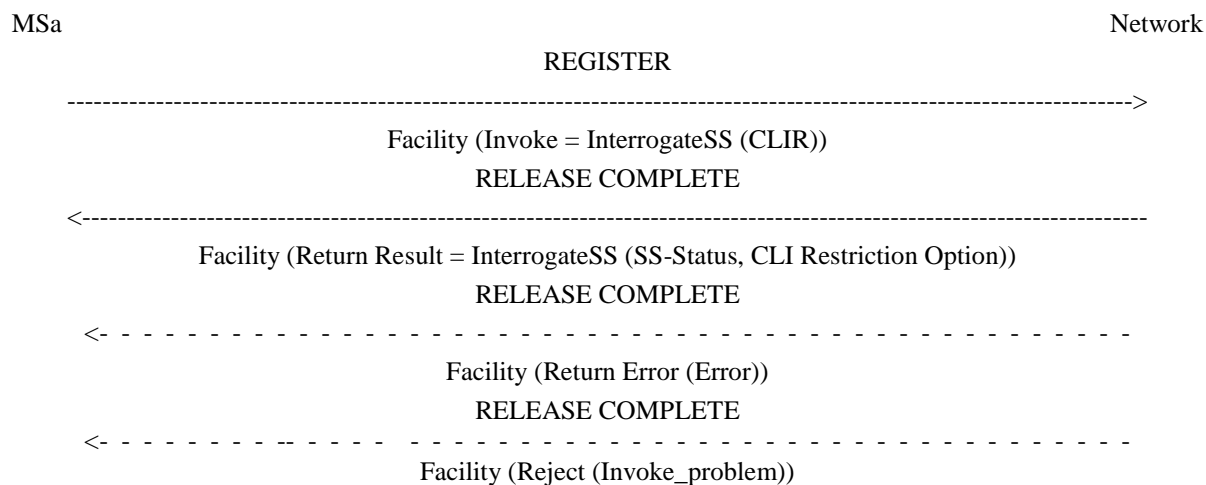 MSa Network
REGISTER
------------------------------------------------------------------------------------------------------------------------>
Facility (Invoke = InterrogateSS (CLIR))
RELEASE COMPLETE
<------------------------------------------------------------------------------------------------------------------------
Facility (Return Result = InterrogateSS (SS-Status, CLI Restriction Option))
RELEASE COMPLETE
<- - - - - - - - - - - - - - - - - - - - - - - - - - - - - - - - - - - - - - - - - - - - - - - - - - - -
Facility (Return Error (Error))
RELEASE COMPLETE
<- - - - - - - - - -- - - - - - - - - - - - - - - - - - - - - - - - - - - - - - - - - - - - - - - - - -
Facility (Reject (Invoke_problem))